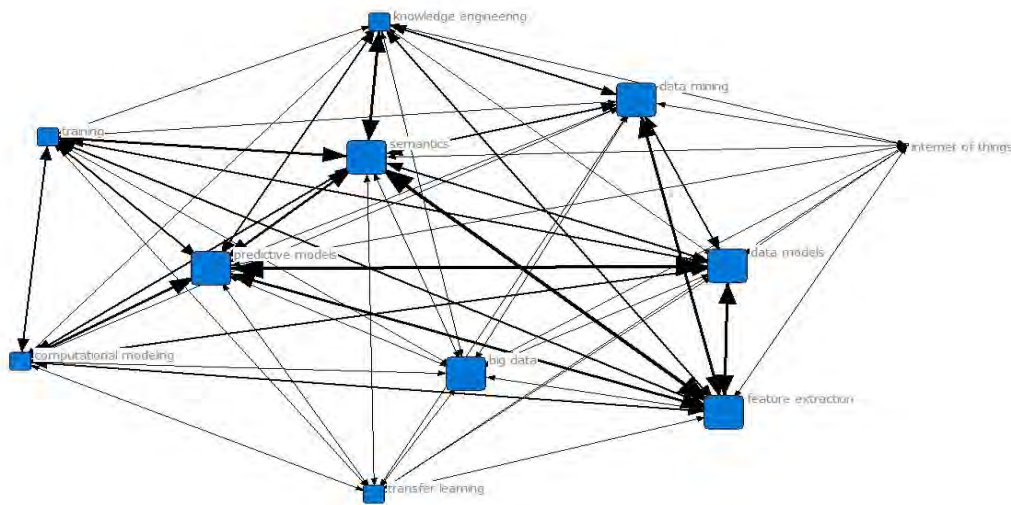 knowledge engineering
data mining
training
semantics
internet of things
predictive models
data models
computational modeling
big data
feature extraction
transfer learning